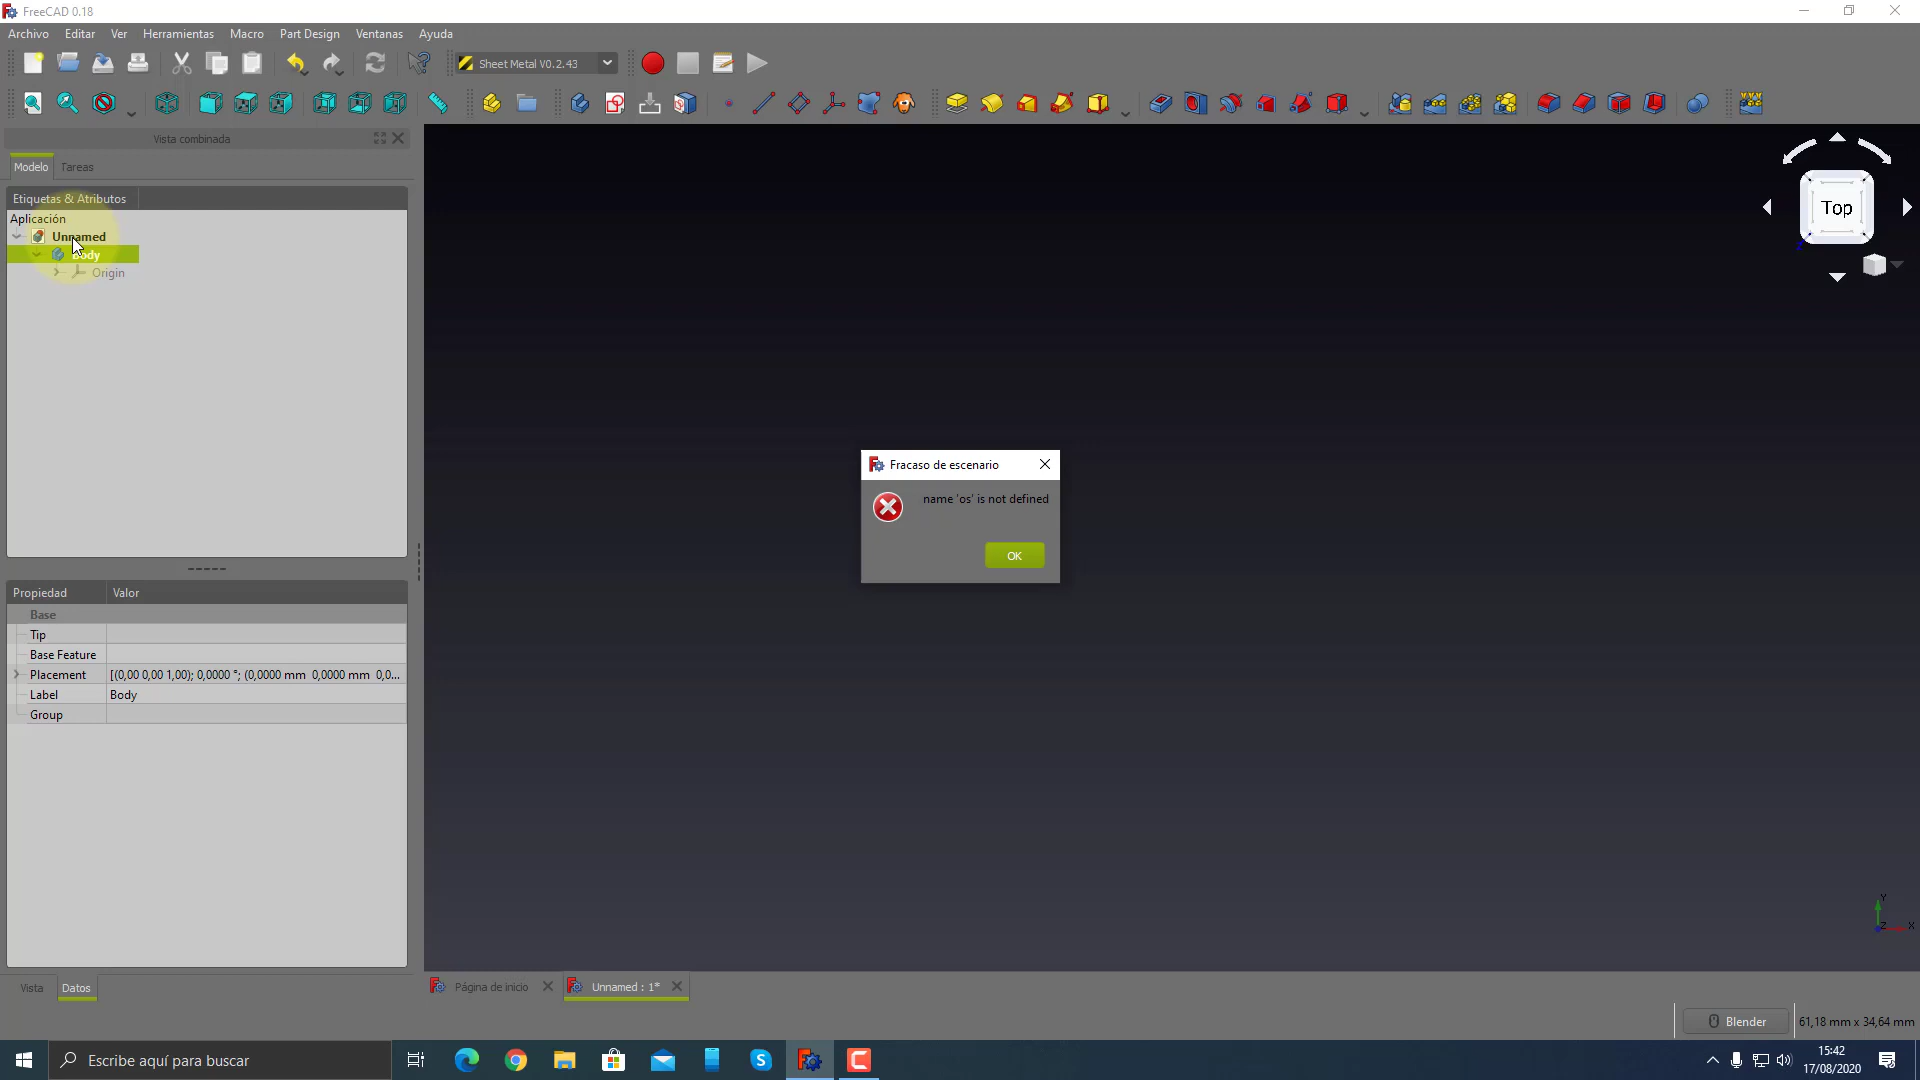 FreeCAD 0.18
Archivo Editar Ver Herramientas Macro Part Design Ventanas Ayuda
Sheet Metal V0.2.43
Vista combinada
Modelo Tareas
Etiquetas & Atributos
Aplicación
Unnamed
Body
Origin
Top
Z
Fracaso de escenario
name 'os' is not defined
OK
Propiedad Valor
Base
Tip
Base Feature
Placement [(0,00 0,00 1,00); 0,0000 °; (0,0000 mm 0,0000 mm 0,0...
Label Body
Group
Y
Z X
Vista Datos
Página de inicio Unnamed : 1*
Blender 61,18 mm x 34,64 mm
Escribe aquí para buscar
15:42
17/08/2020